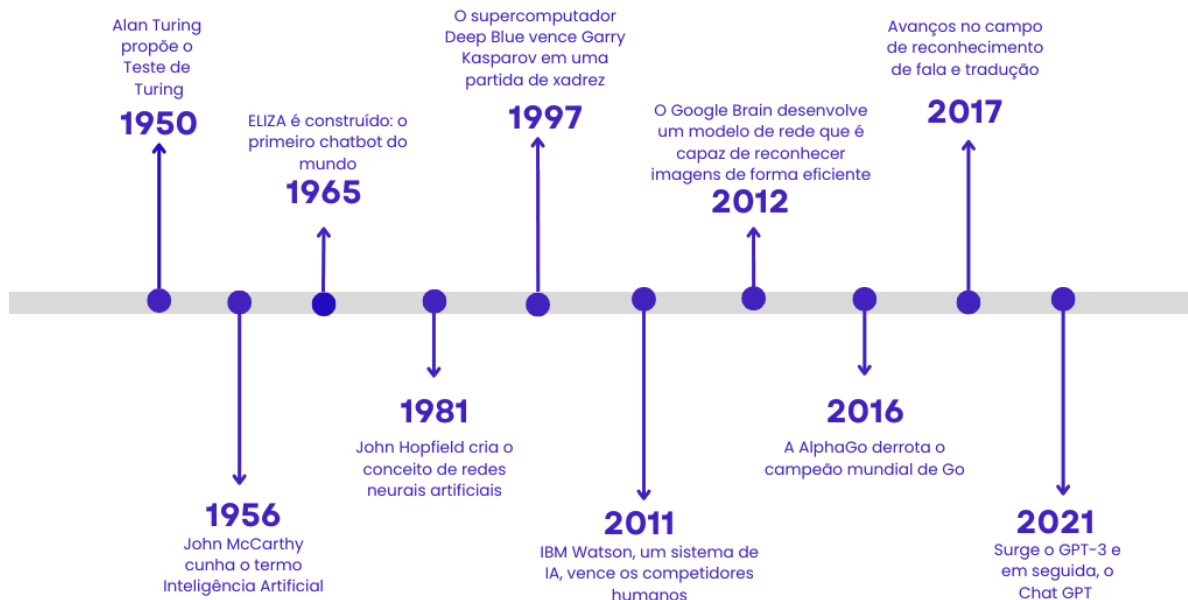 Alan Turing
propõe o
Teste de
Turing
1950
John McCarthy
cunha o termo
Inteligência Artificial
1956
ELIZA é construído: o
primeiro chatbot do
mundo
1965
1981
John Hopfield cria o
conceito de redes
neurais artificiais
O supercomputador
Deep Blue vence Garry
Kasparov em uma
partida de xadrez
1997
2011
IBM Watson, um sistema de
IA, vence os competidores
humanos
O Google Brain desenvolve
um modelo de rede que é
capaz de reconhecer
imagens de forma eficiente
2012
2016
A AlphaGo derrota o
campeão mundial de Go
Avanços no campo
de reconhecimento
de fala e tradução
2017
2021
Surge o GPT-3 e
em seguida, o
Chat GPT